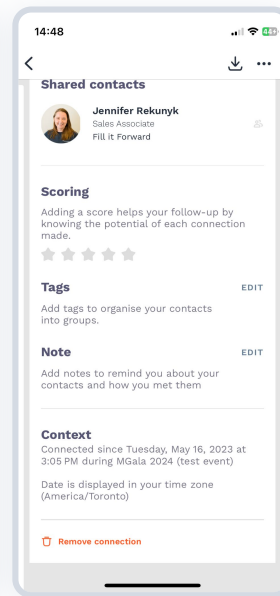 14:48
44
Shared contacts
Jennifer Rekunyk
Sales Associate
Fill it Forward
Scoring
Adding a score helps your follow-up by
knowing the potential of each connection
made.
Tags
EDIT
Add tags to organise your contacts
into groups.
Note
EDIT
Add notes to remind you about your
contacts and how you met them
Context
Connected since Tuesday, May 16, 2023 at
3:05 PM during MGala 2024 (test event)
Date is displayed in your time zone
(America/Toronto)
Remove connection